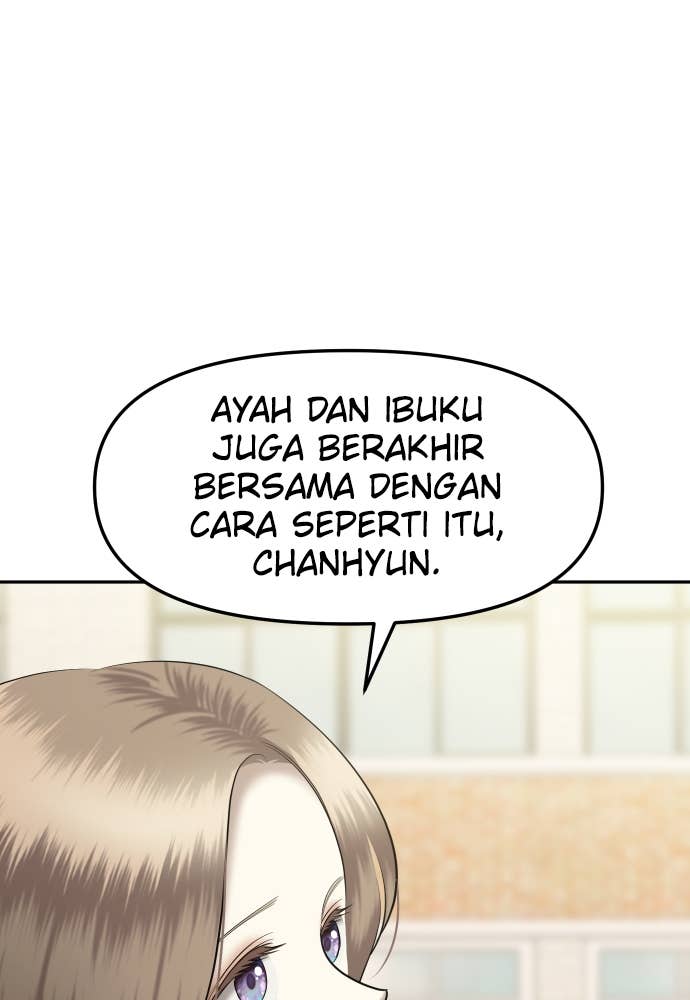 AYAH DAN IBUKU
JUGA BERAKHIR
BERSAMA DENGAN
CARA SEPERTI ITU,
CHANHYUN.